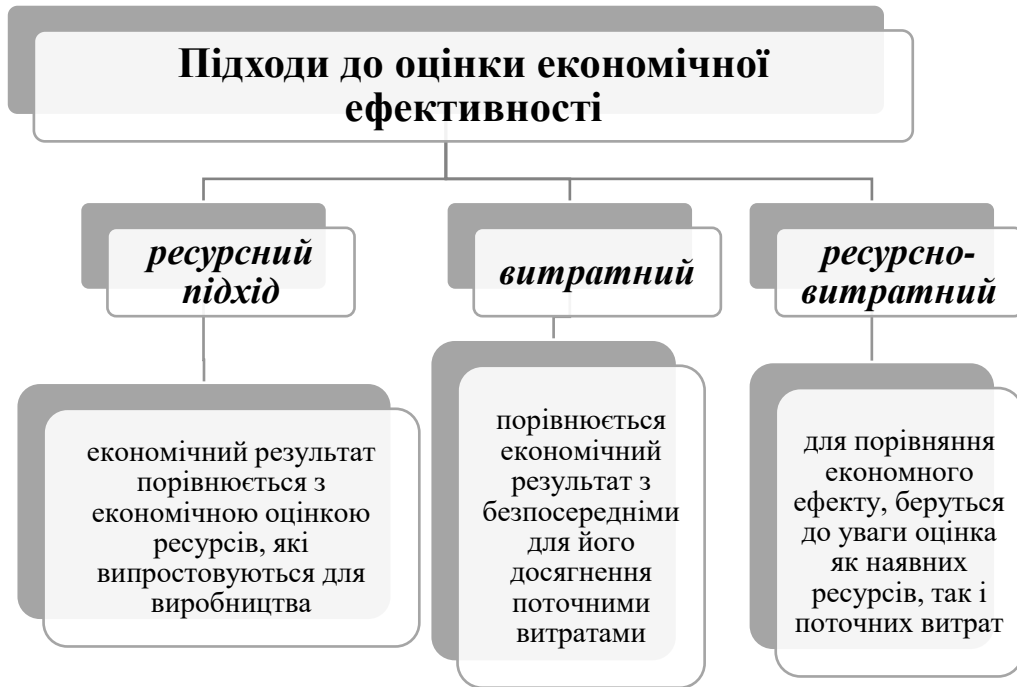 Підходи до оцінки економічної
ефективності
ресурсний
підхід
витратний
ресурсно-
витратний
економічний результат
порівнюється з
економічною оцінкою
ресурсів, які
випростовуються для
виробництва
порівнюється
економічний
результат з
безпосередніми
для його
досягнення
поточними
витратами
для порівняння
економного
ефекту, беруться
до уваги оцінка
як наявних
ресурсів, так і
поточних витрат